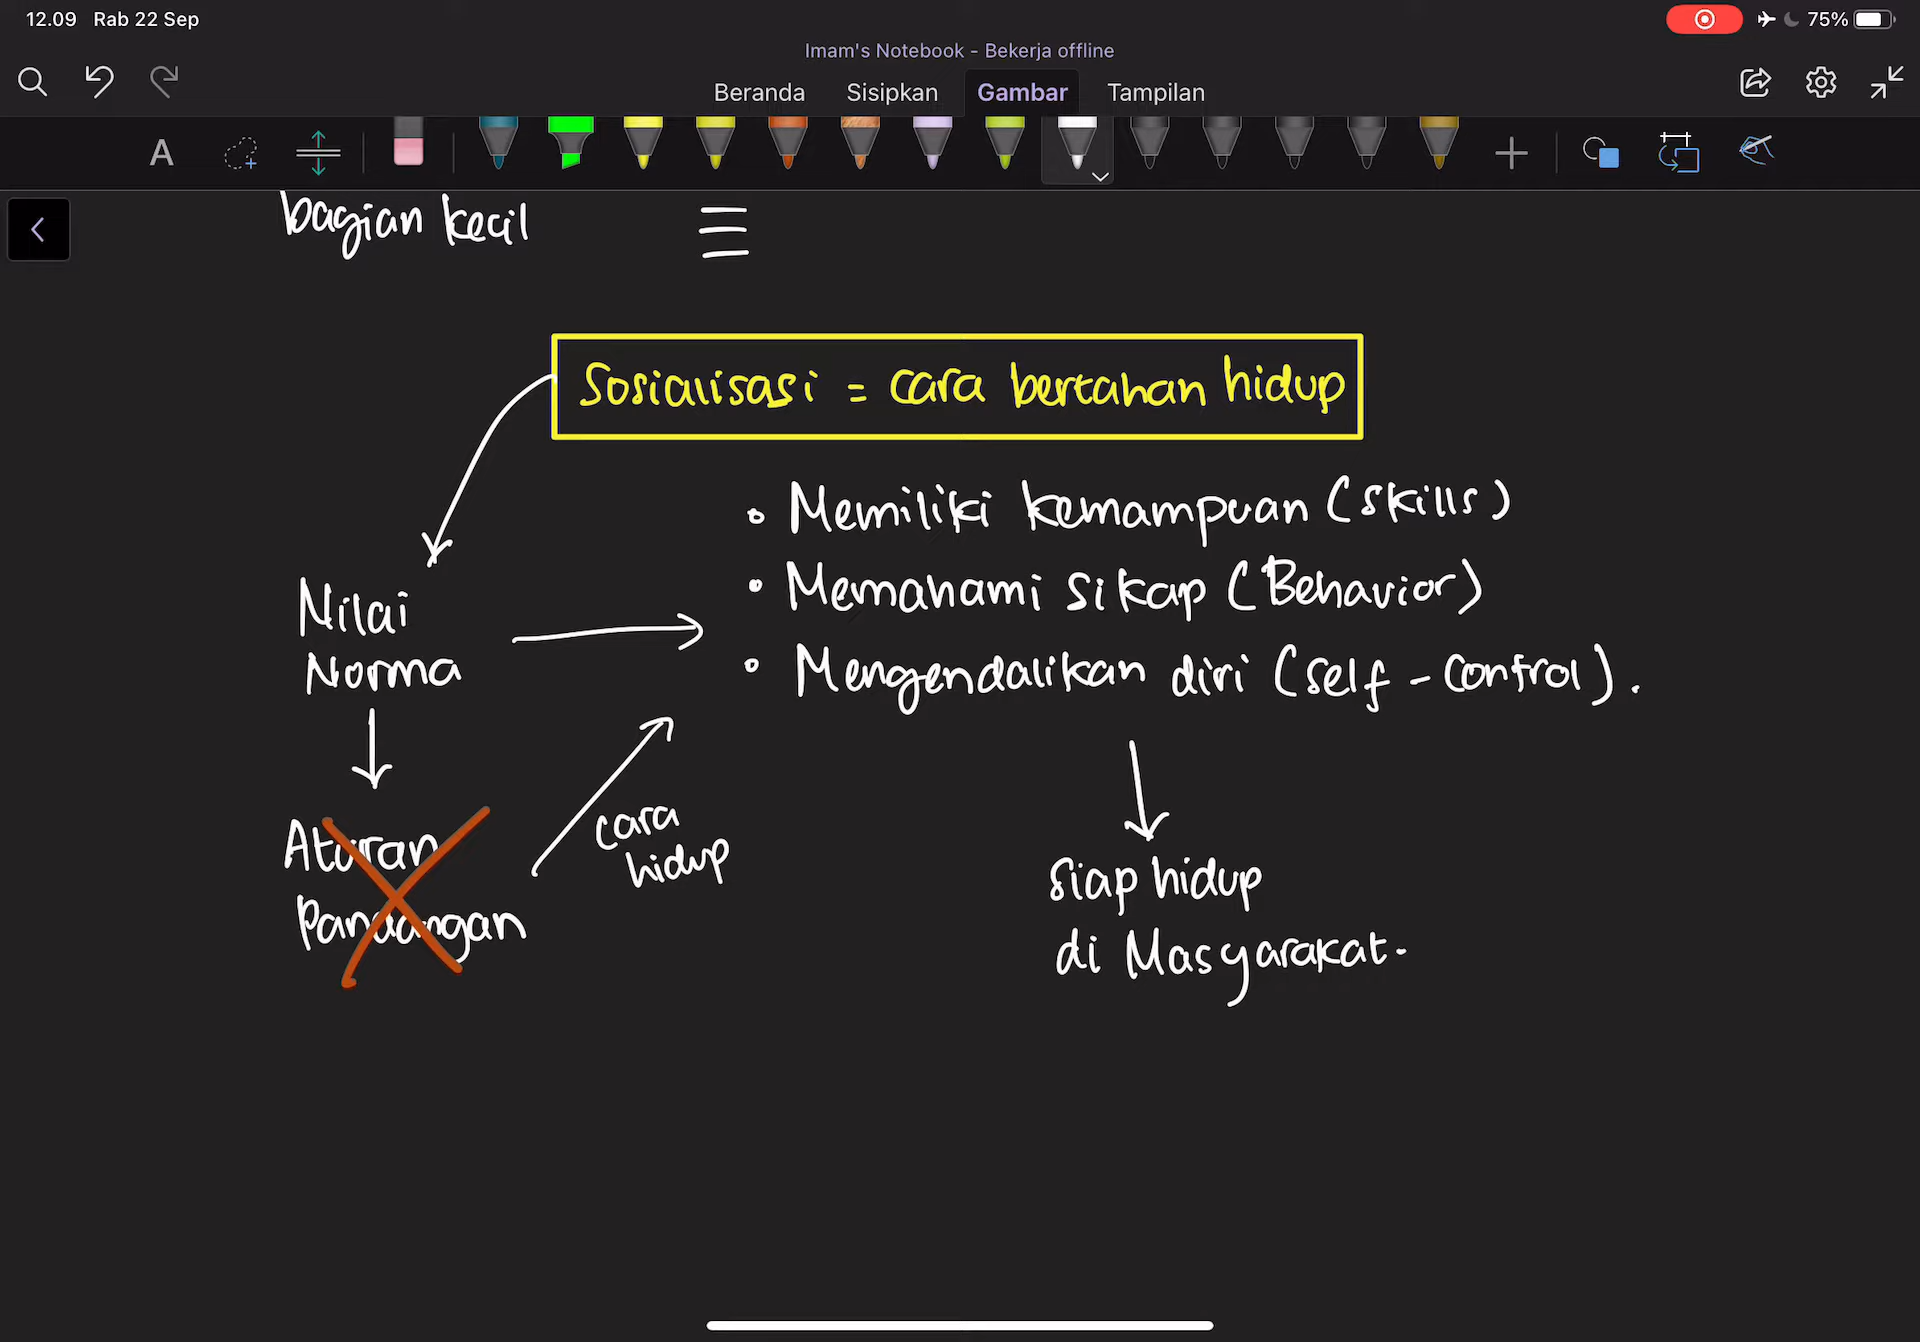 12.09 Rab 22 Sep
75%
Imam's Notebook - Bekerja offline
Beranda Sisipkan Gambar Tampilan
A
bagian kecil
Sosialisasi = cara bertahan hidup
• Memiliki kemampuan (skills)
• Memahami sikap (Behavior)
• Mengendalikan diri (self-control).
Nilai
Norma
Aturan
Pandangan
cara
hidup
siap hidup
di Masyarakat.